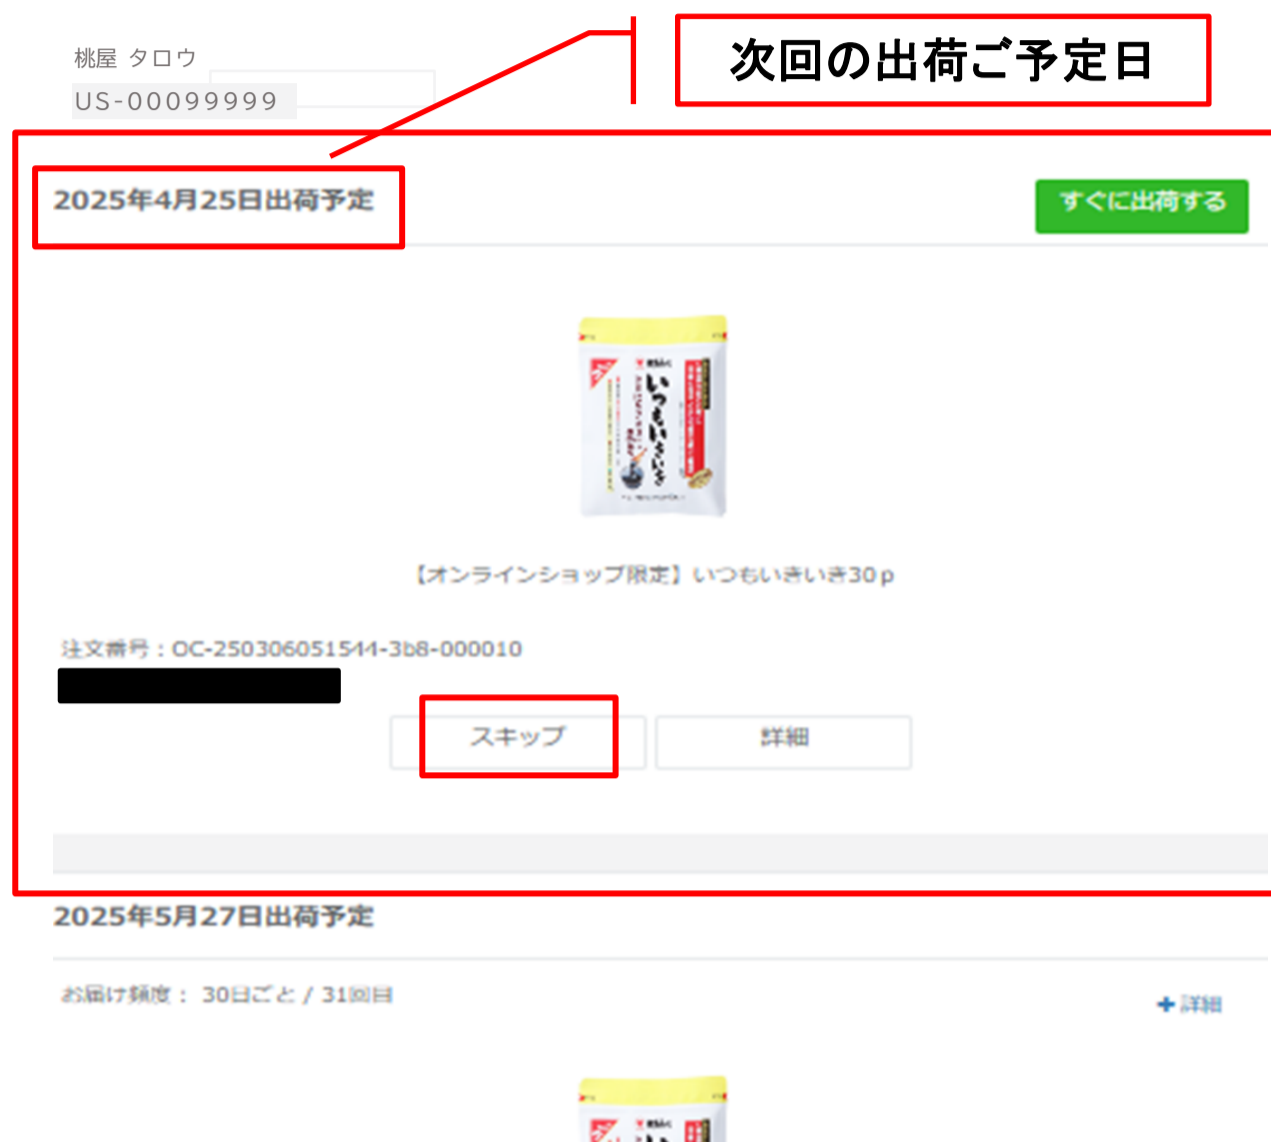 桃屋 タロウ
US-00099999
次回の出荷ご予定日
2025年4月25日出荷予定
すぐに出荷する
いつもいきいき
【オンラインショップ限定】いつもいきいき30p
注文番号：OC-250306051544-3b8-000010
スキップ
詳細
2025年5月27日出荷予定
お届け頻度： 30日ごと / 31回目
+詳細